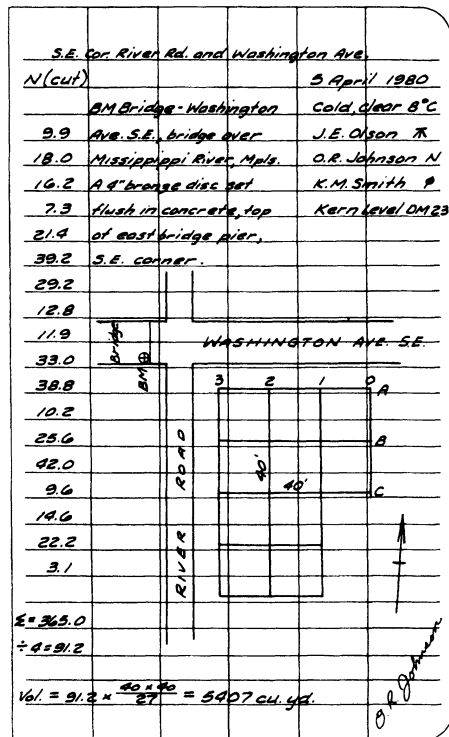 S.E. Cor. River Rd. and Washington Ave.
N (cut) 5 April 1980
BM Bridge - Washington Cold, clear 8°C
9.9 Ave. S.E., bridge over J.E. Olson ⊼
18.0 Mississippi River, Mpls. O.R. Johnson N
16.2 A 4" bronze disc set K.M. Smith φ
7.3 flush in concrete, top Kern Level DM 23
21.4 of east bridge pier,
39.2 S.E. corner.
29.2
12.8
11.9 Bridge WASHINGTON AVE. S.E.
33.0 BM
38.8 3 2 1 0 A
10.2
25.6 B
42.0 40'
9.6 40' C
14.6 RIVER ROAD
22.2
3.1
Σ = 365.0
÷ 4 = 91.2
Vol. = 91.2 × 40 × 40 / 27 = 5407 cu. yd.
O.R. Johnson